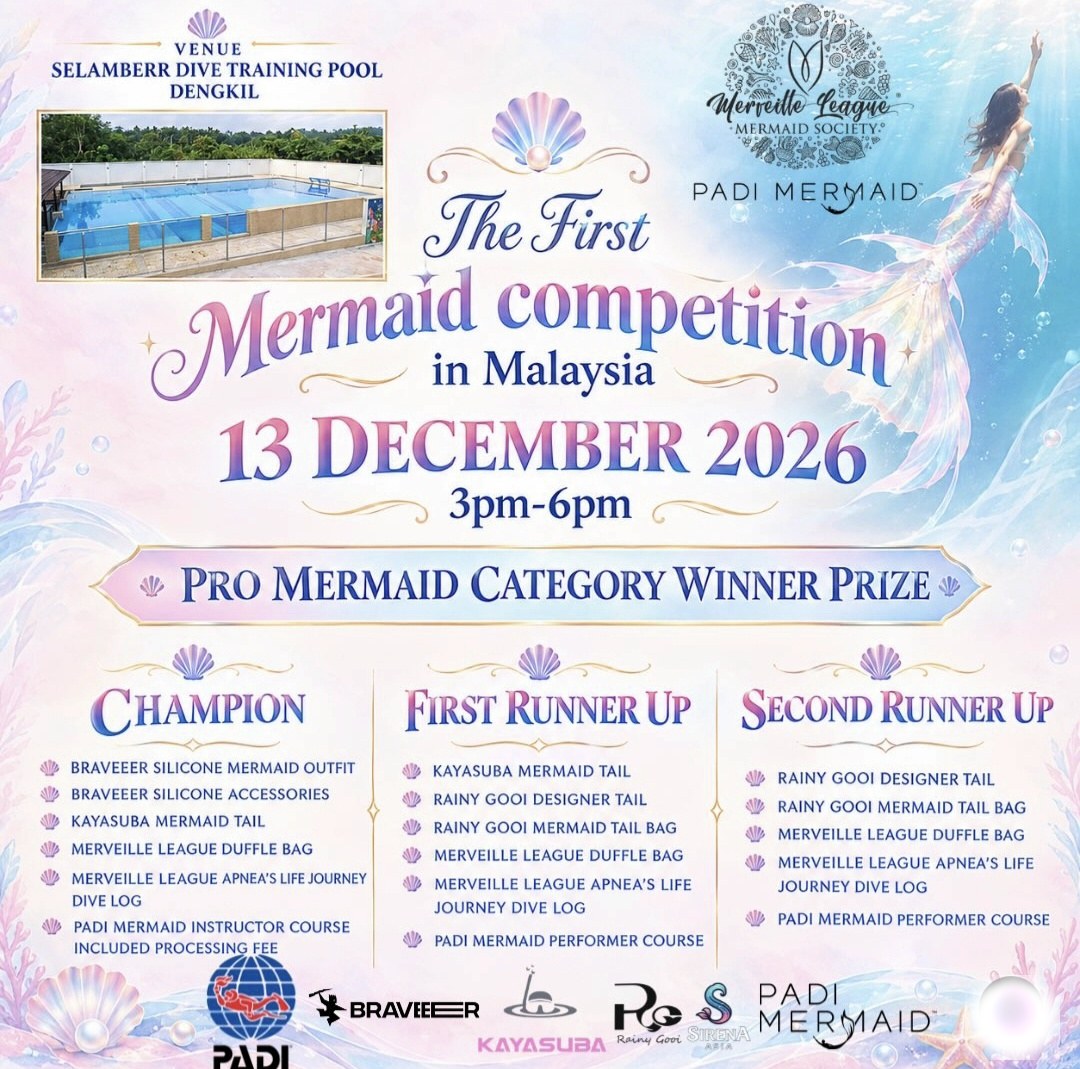 VENUE
SELAMBERR DIVE TRAINING POOL
DENGKIL
Merveille League
MERMAID SOCIETY
PADI MERMAID™
The First
Mermaid competition
in Malaysia
13 DECEMBER 2026
3pm-6pm
PRO MERMAID CATEGORY WINNER PRIZE
CHAMPION
BRAVEEER SILICONE MERMAID OUTFIT
BRAVEEER SILICONE ACCESSORIES
KAYASUBA MERMAID TAIL
MERVEILLE LEAGUE DUFFLE BAG
MERVEILLE LEAGUE APNEA'S LIFE JOURNEY
DIVE LOG
PADI MERMAID INSTRUCTOR COURSE
INCLUDED PROCESSING FEE
FIRST RUNNER UP
KAYASUBA MERMAID TAIL
RAINY GOOI DESIGNER TAIL
RAINY GOOI MERMAID TAIL BAG
MERVEILLE LEAGUE DUFFLE BAG
MERVEILLE LEAGUE APNEA'S LIFE
JOURNEY DIVE LOG
PADI MERMAID PERFORMER COURSE
SECOND RUNNER UP
RAINY GOOI DESIGNER TAIL
RAINY GOOI MERMAID TAIL BAG
MERVEILLE LEAGUE DUFFLE BAG
MERVEILLE LEAGUE APNEA'S LIFE
JOURNEY DIVE LOG
PADI MERMAID PERFORMER COURSE
PADI
BRAVEEER
KAYASUBA
RG
Rainy Gooi
SIRENA
ASIA
PADI
MERMAID™